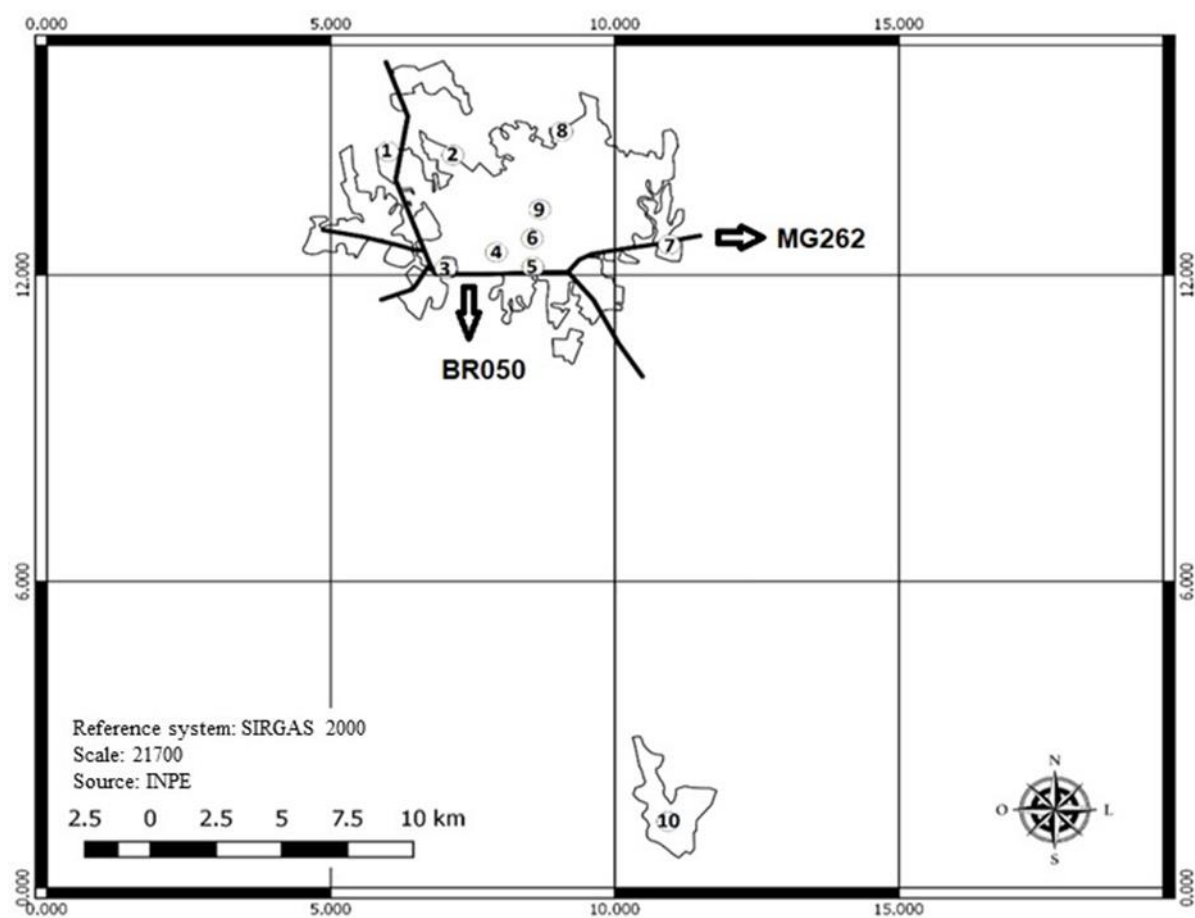 0.000 5.000 10.000 15.000
8
1 2
9
6 MG262
4 7
3 5
12.000 12.000
BR050
6.000 6.000
Reference system: SIRGAS 2000
Scale: 21700
Source: INPE
2.5 0 2.5 5 7.5 10 km
10
N
O L
S
0.000 0.000
5.000 10.000 15.000